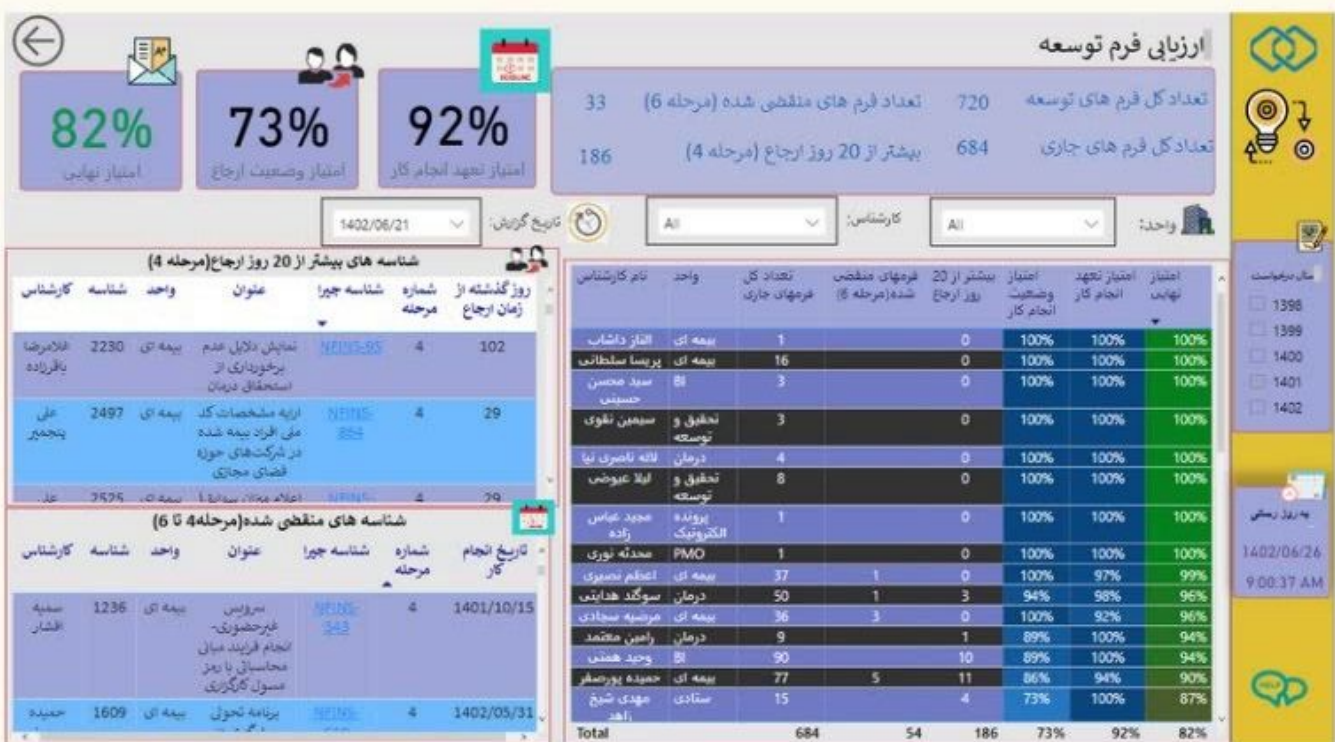 ارزیابی فرم توسعه
تعداد کل فرم های توسعه 720 تعداد فرم های منقضی شده (مرحله 6) 33
تعداد کل فرم های جاری 684 بیشتر از 20 روز ارجاع (مرحله 4) 186
DEADLINE
92%
امتیاز تعهد انجام کار
73%
امتیاز وضعیت ارجاع
A+
82%
امتیاز نهایی
واحد: All
کارشناس: All
تاریخ گزارش: 1402/06/21
سال درخواست
1398
1399
1400
1401
1402
به روز رسانی
1402/06/26
9:00:37 AM
HELP
نام کارشناس واحد تعداد کل فرمهای جاری فرمهای منقضی شده(مرحله 6) بیشتر از 20 روز ارجاع امتیاز وضعیت انجام کار امتیاز تعهد انجام کار امتیاز نهایی
الناز داشاب بیمه ای 1 0 100% 100% 100%
پریسا سلطانی بیمه ای 16 0 100% 100% 100%
سید محسن حسینی BI 3 0 100% 100% 100%
سیمین نقوی تحقیق و توسعه 3 0 100% 100% 100%
لاله ناصری نیا درمان 4 0 100% 100% 100%
لیلا عیوضی تحقیق و توسعه 8 0 100% 100% 100%
مجید عباس زاده پرونده الکترونیک 1 0 100% 100% 100%
محدثه نوری PMO 1 0 100% 100% 100%
اعظم نصیری بیمه ای 37 1 0 100% 97% 99%
سوگند هدایتی درمان 50 1 3 94% 98% 96%
مرضیه سجادی بیمه ای 36 3 0 100% 92% 96%
رامین معتمد درمان 9 1 89% 100% 94%
وحید همتی BI 90 10 89% 100% 94%
حمیده پورصفر بیمه ای 77 5 11 86% 94% 90%
مهدی شیخ زاهد ستادی 15 4 73% 100% 87%
Total 684 54 186 73% 92% 82%
شناسه های بیشتر از 20 روز ارجاع(مرحله 4)
روز گذشته از زمان ارجاع شماره مرحله شناسه جیرا عنوان واحد شناسه کارشناس
102 4 NFINS-95 نمایش دلایل عدم برخورداری از استحقاق درمان بیمه ای 2230 غلامرضا باقرزاده
29 4 NFINS-864 ارایه مشخصات کد ملی افراد بیمه شده در شرکت‌های حوزه فضای مجازی بیمه ای 2497 علی پنجمیر
29 4 NFINS- بیمه ای 2525 علی
شناسه های منقضی شده(مرحله4 تا 6)
تاریخ انجام کار شماره مرحله شناسه جیرا عنوان واحد شناسه کارشناس
1401/10/15 4 NFINS-543 سرویس غیرحضوری- انجام فرایند مبانی محاسباتی با رمز مسول کارگزاری بیمه ای 1236 سمیه افشار
1402/05/31 4 NFINS- برنامه تحولی بیمه ای 1609 حمیده